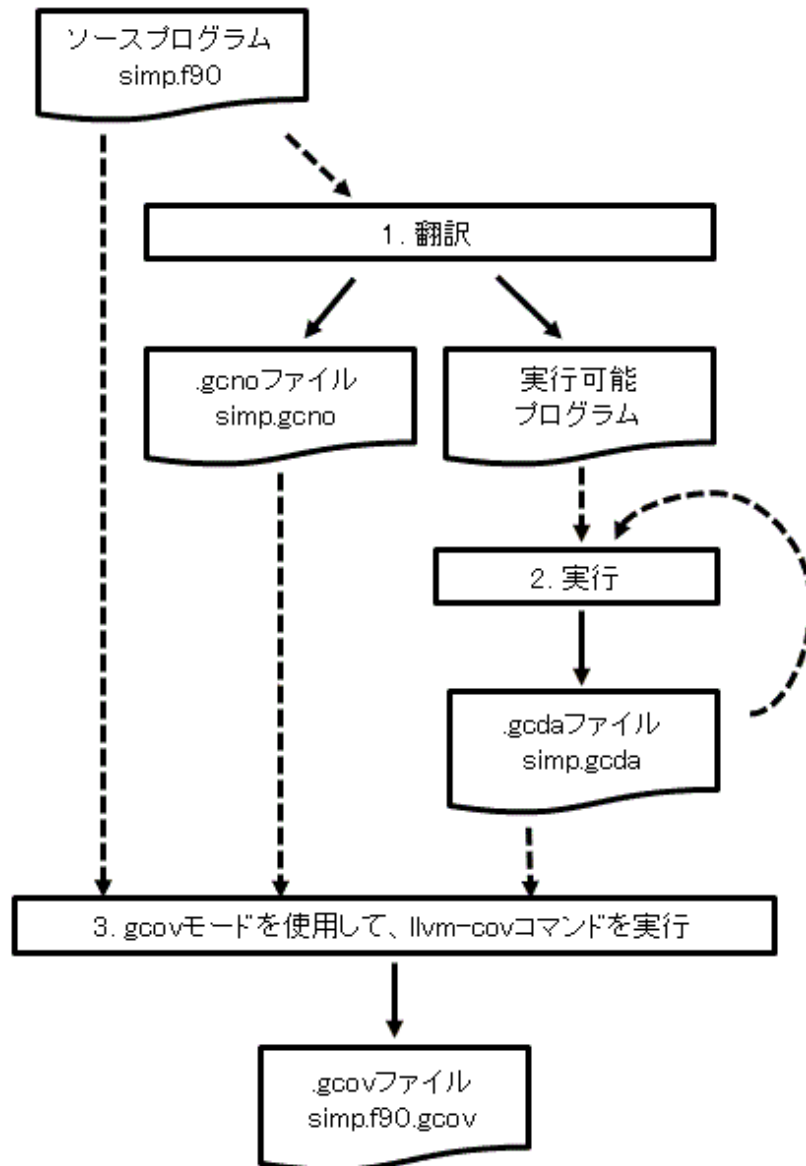 ソースプログラム
simp.f90
1. 翻訳
.gcnoファイル
simp.gcno
実行可能
プログラム
2. 実行
.gcdaファイル
simp.gcda
3. gcovモードを使用して、llvm-covコマンドを実行
.gcovファイル
simp.f90.gcov